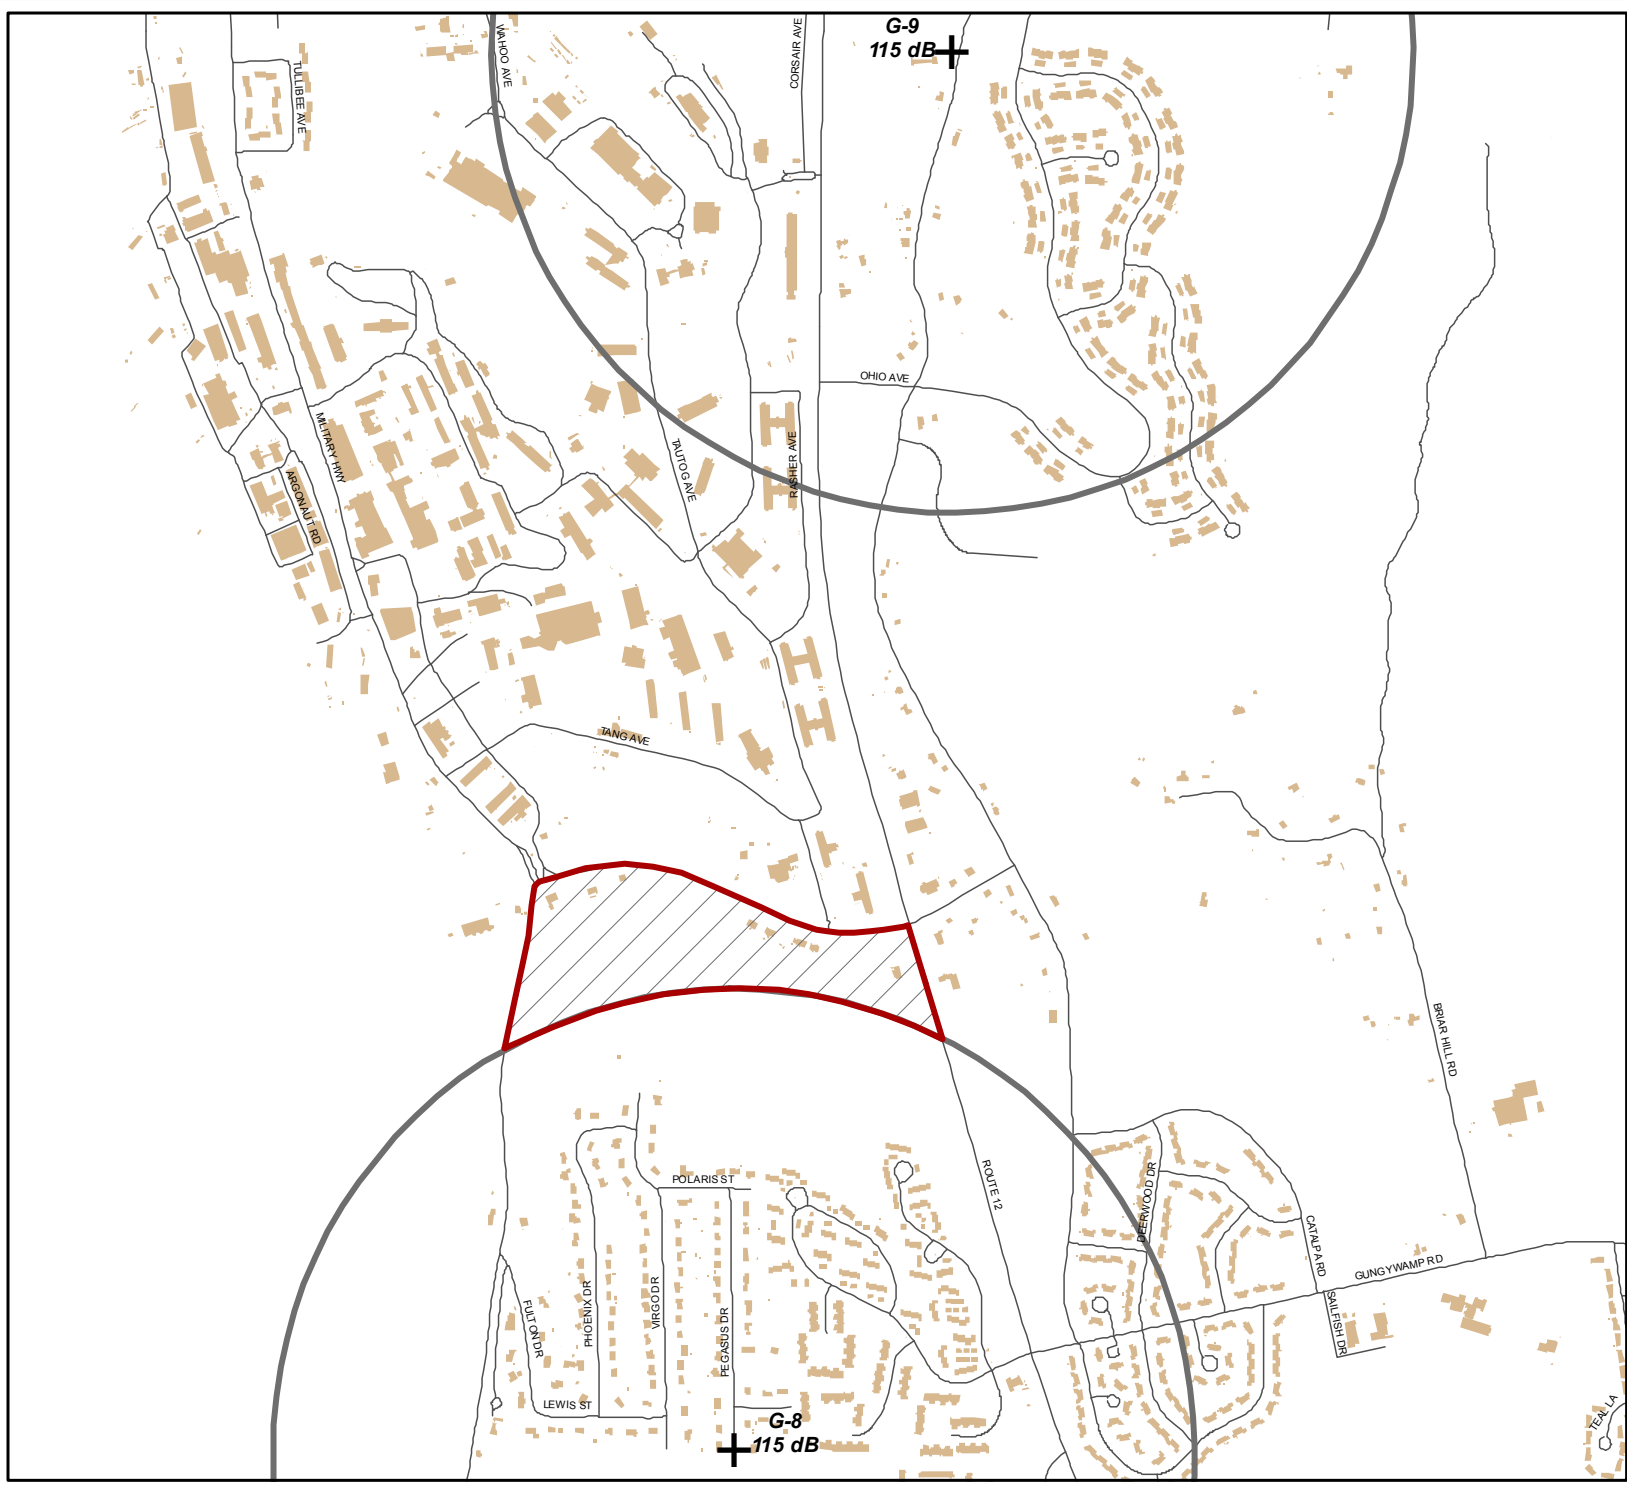 G-9
115 dB
WAHOO AVE
CORSAIR AVE
TULLIBEE AVE
OHIO AVE
MILITARY HWY
TAUTOG AVE
RASHER AVE
ARGONAUT RD
TANG AVE
BRIAR HILL RD
ROUTE 12
POLARIS ST
DEERWOOD DR
CATALPA RD
GUNGYWAMP RD
SAILFISH DR
FULTON DR
PHOENIX DR
VIRGO DR
PEGASUS DR
LEWIS ST
TEAL LA
G-8
115 dB